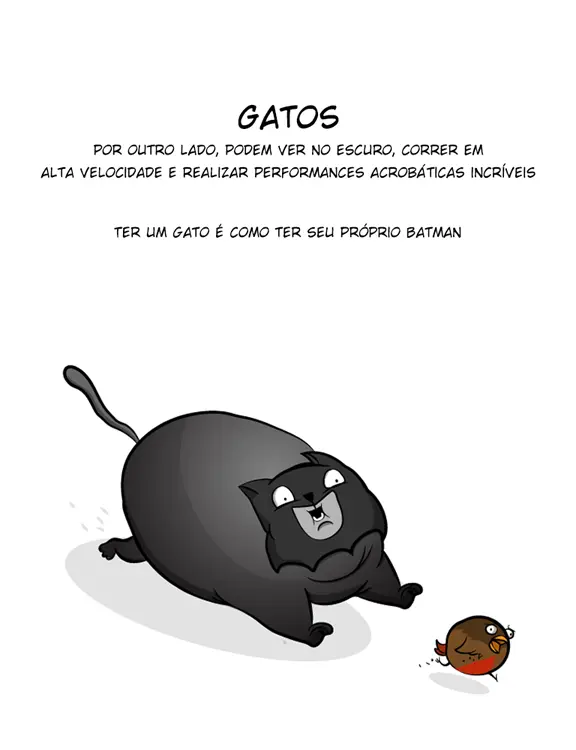 GATOS
POR OUTRO LADO, PODEM VER NO ESCURO, CORRER EM
ALTA VELOCIDADE E REALIZAR PERFORMANCES ACROBÁTICAS INCRÍVEIS
TER UM GATO É COMO TER SEU PRÓPRIO BATMAN